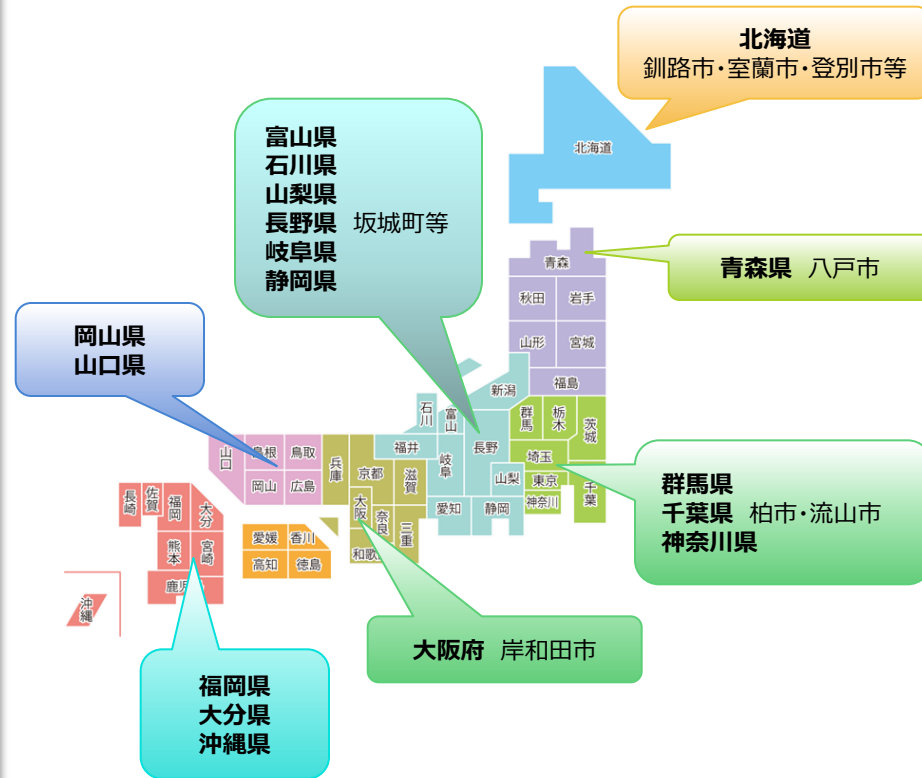 北海道
釧路市・室蘭市・登別市等
富山県
石川県
山梨県
長野県 坂城町等
岐阜県
静岡県
北海道
青森県 八戸市
青森
秋田 岩手
山形 宮城
福島
岡山県
山口県
新潟
石川
富山
群馬
栃木
茨城
山口
島根 鳥取
兵庫
京都
滋賀
福井
岐阜
長野
埼玉
山梨
東京
千葉
岡山 広島
大阪
奈良
三重
愛知 静岡
神奈川
群馬県
千葉県 柏市・流山市
神奈川県
長崎
佐賀
福岡
大分
熊本
宮崎
愛媛 香川
高知 徳島
和歌
鹿児
沖縄
大阪府 岸和田市
福岡県
大分県
沖縄県